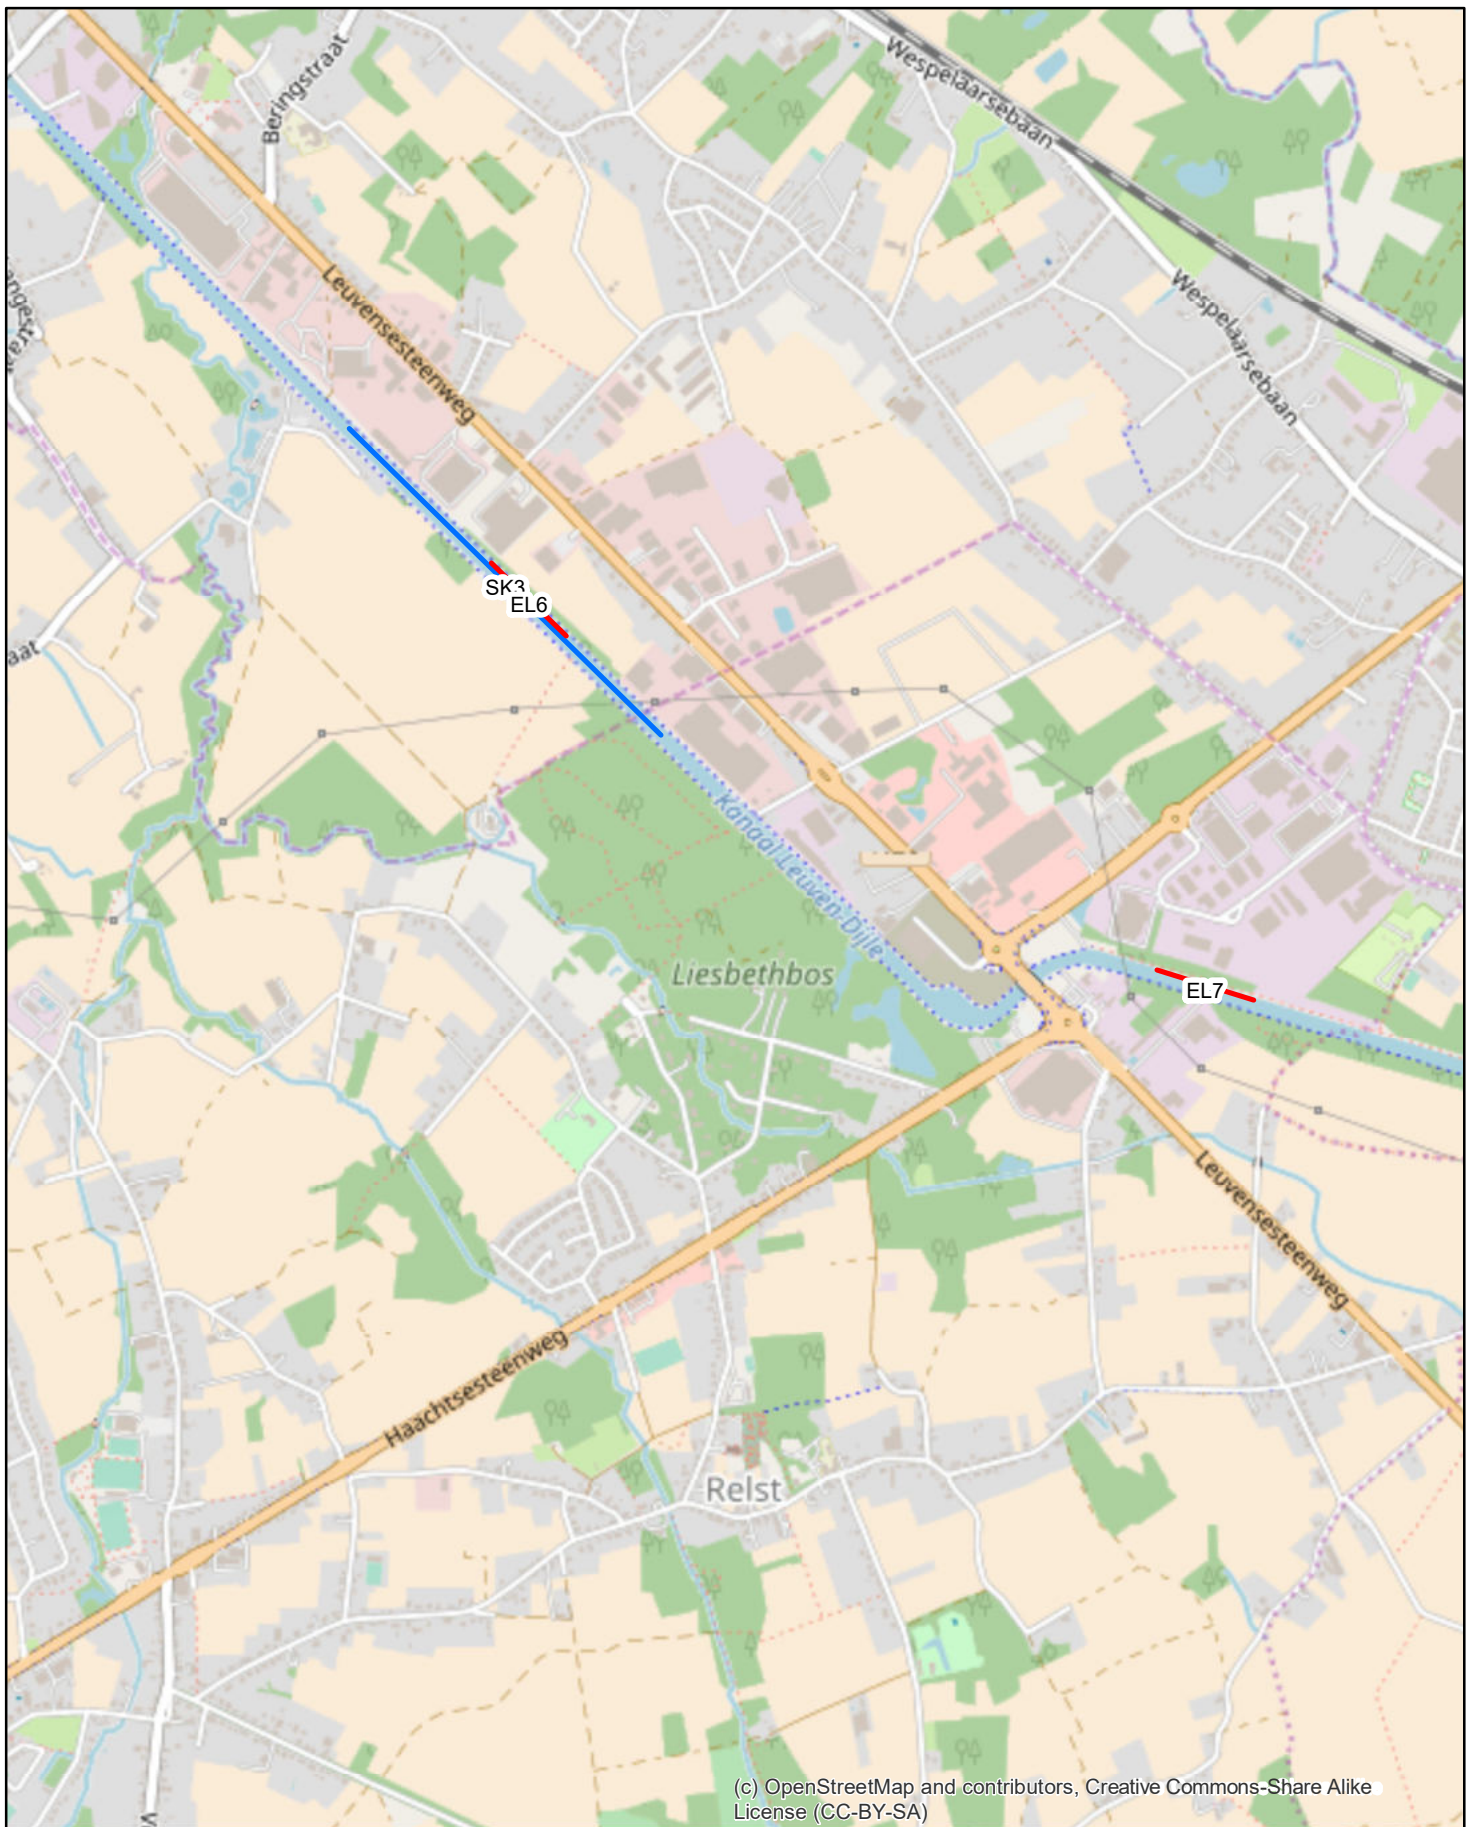 Beringstraat
Wespelaarsebaan
Leuvensesteenweg
Wespelaarsebaan
SK3
EL6
Kanaal Leuven-Dijle
Liesbethbos
EL7
Leuvensesteenweg
Haachtsesteenweg
Relst
(c) OpenStreetMap and contributors, Creative Commons-Share Alike
License (CC-BY-SA)